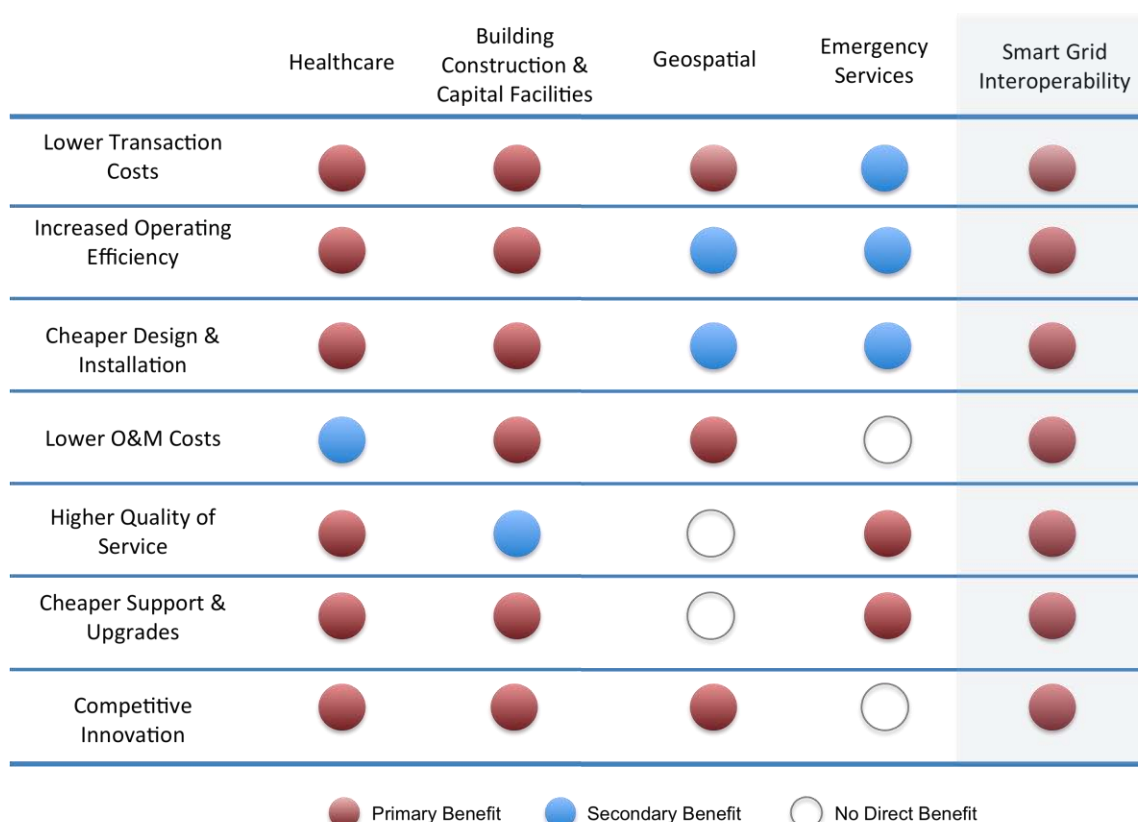 Healthcare
Building
Construction &
Capital Facilities
Geospatial
Emergency
Services
Smart Grid
Interoperability
Lower Transaction
Costs
Increased Operating
Efficiency
Cheaper Design &
Installation
Lower O&M Costs
Higher Quality of
Service
Cheaper Support &
Upgrades
Competitive
Innovation
Primary Benefit
Secondary Benefit
No Direct Benefit